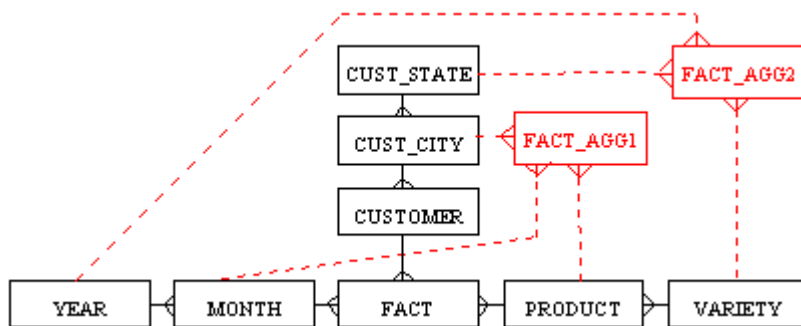 CUST_STATE
FACT_AGG2
CUST_CITY
FACT_AGG1
CUSTOMER
YEAR
MONTH
FACT
PRODUCT
VARIETY